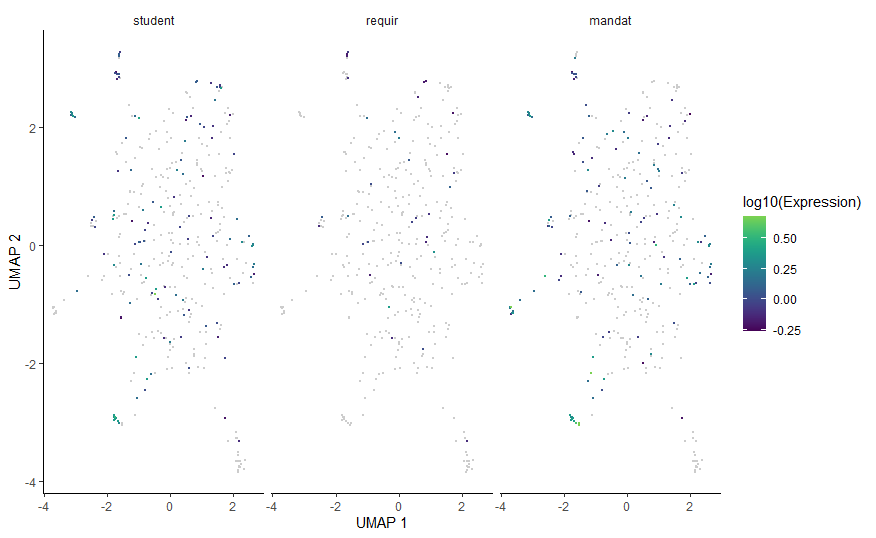 student requir mandat
UMAP 2
2
0
-2
-4
-4 -2 0 2 -4 -2 0 2 -4 -2 0 2
UMAP 1
log10(Expression)
0.50
0.25
0.00
-0.25